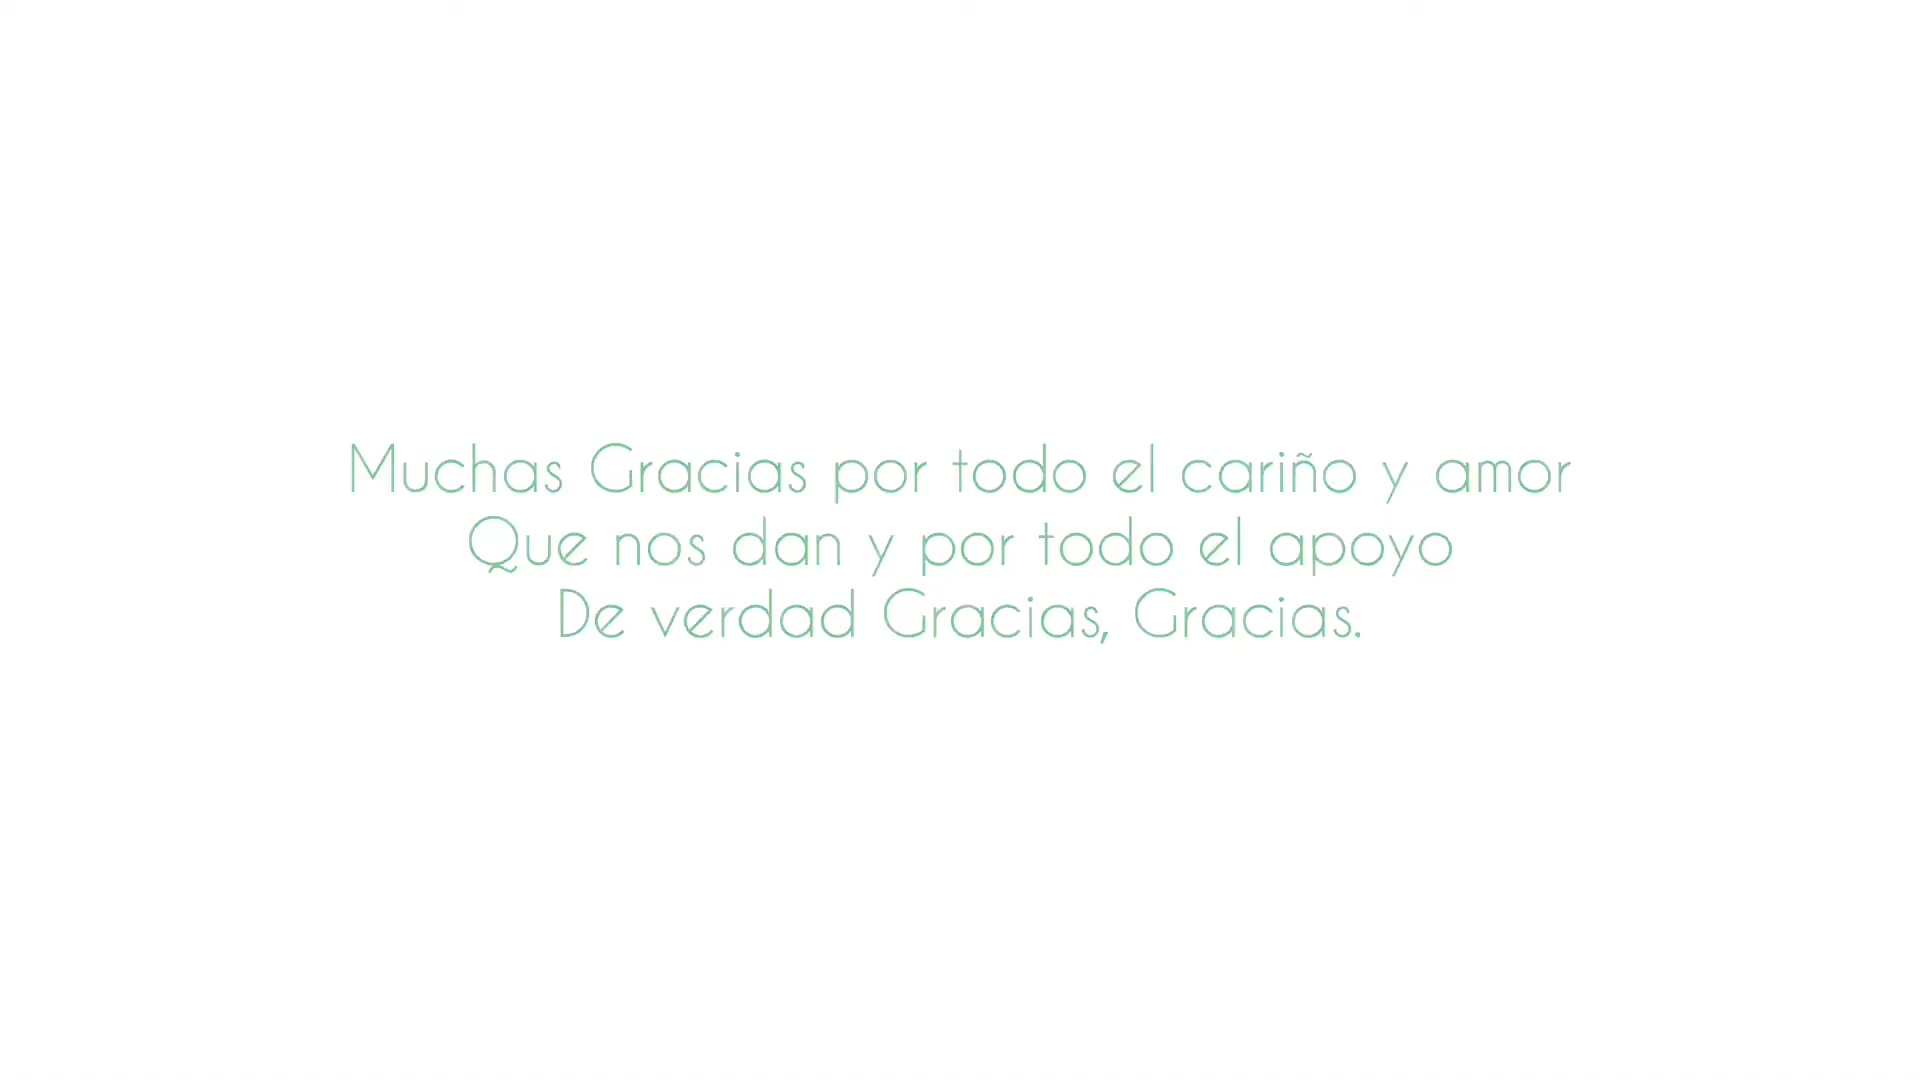 Muchas Gracias por todo el cariño y amor
Que nos dan y por todo el apoyo
De verdad Gracias, Gracias.